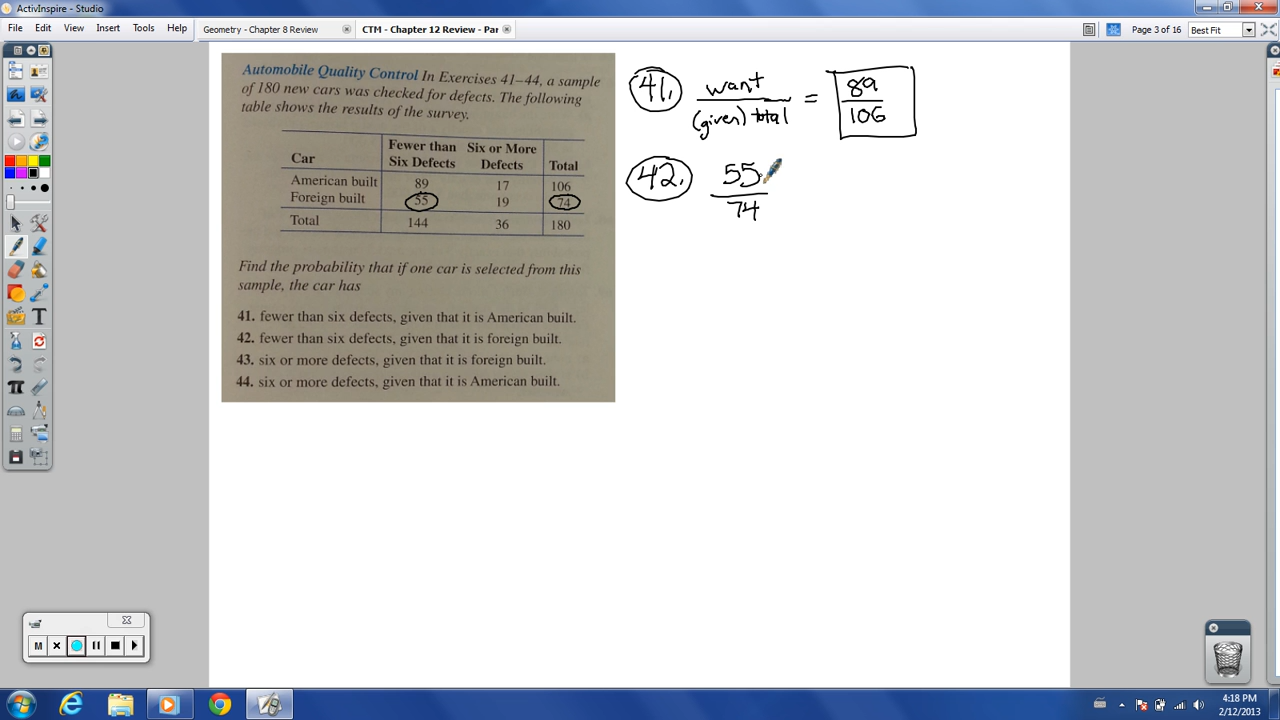 ActivInspire - Studio
File Edit View Insert Tools Help
Geometry - Chapter 8 Review
CTM - Chapter 12 Review - Par
Page 3 of 16
Best Fit
Automobile Quality Control In Exercises 41–44, a sample
of 180 new cars was checked for defects. The following
table shows the results of the survey.
Car Fewer than Six Defects Six or More Defects Total
American built 89 17 106
Foreign built 55 19 74
Total 144 36 180
Find the probability that if one car is selected from this
sample, the car has
41. fewer than six defects, given that it is American built.
42. fewer than six defects, given that it is foreign built.
43. six or more defects, given that it is foreign built.
44. six or more defects, given that it is American built.
41. want
(given) total
=
89
106
42. 55
74
M
4:18 PM
2/12/2013